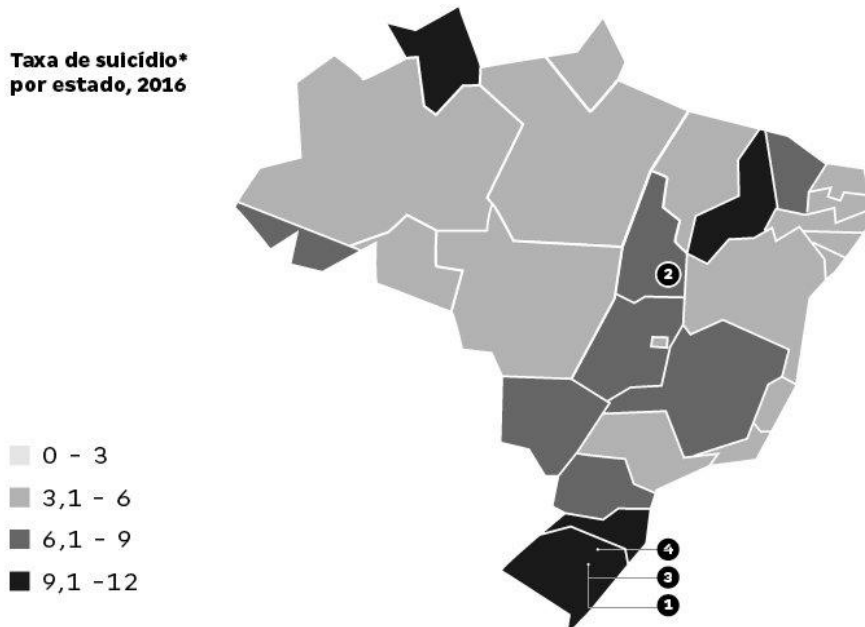 Taxa de suicídio*
por estado, 2016
2
0 - 3
3,1 - 6
6,1 - 9
9,1 -12
4
3
1